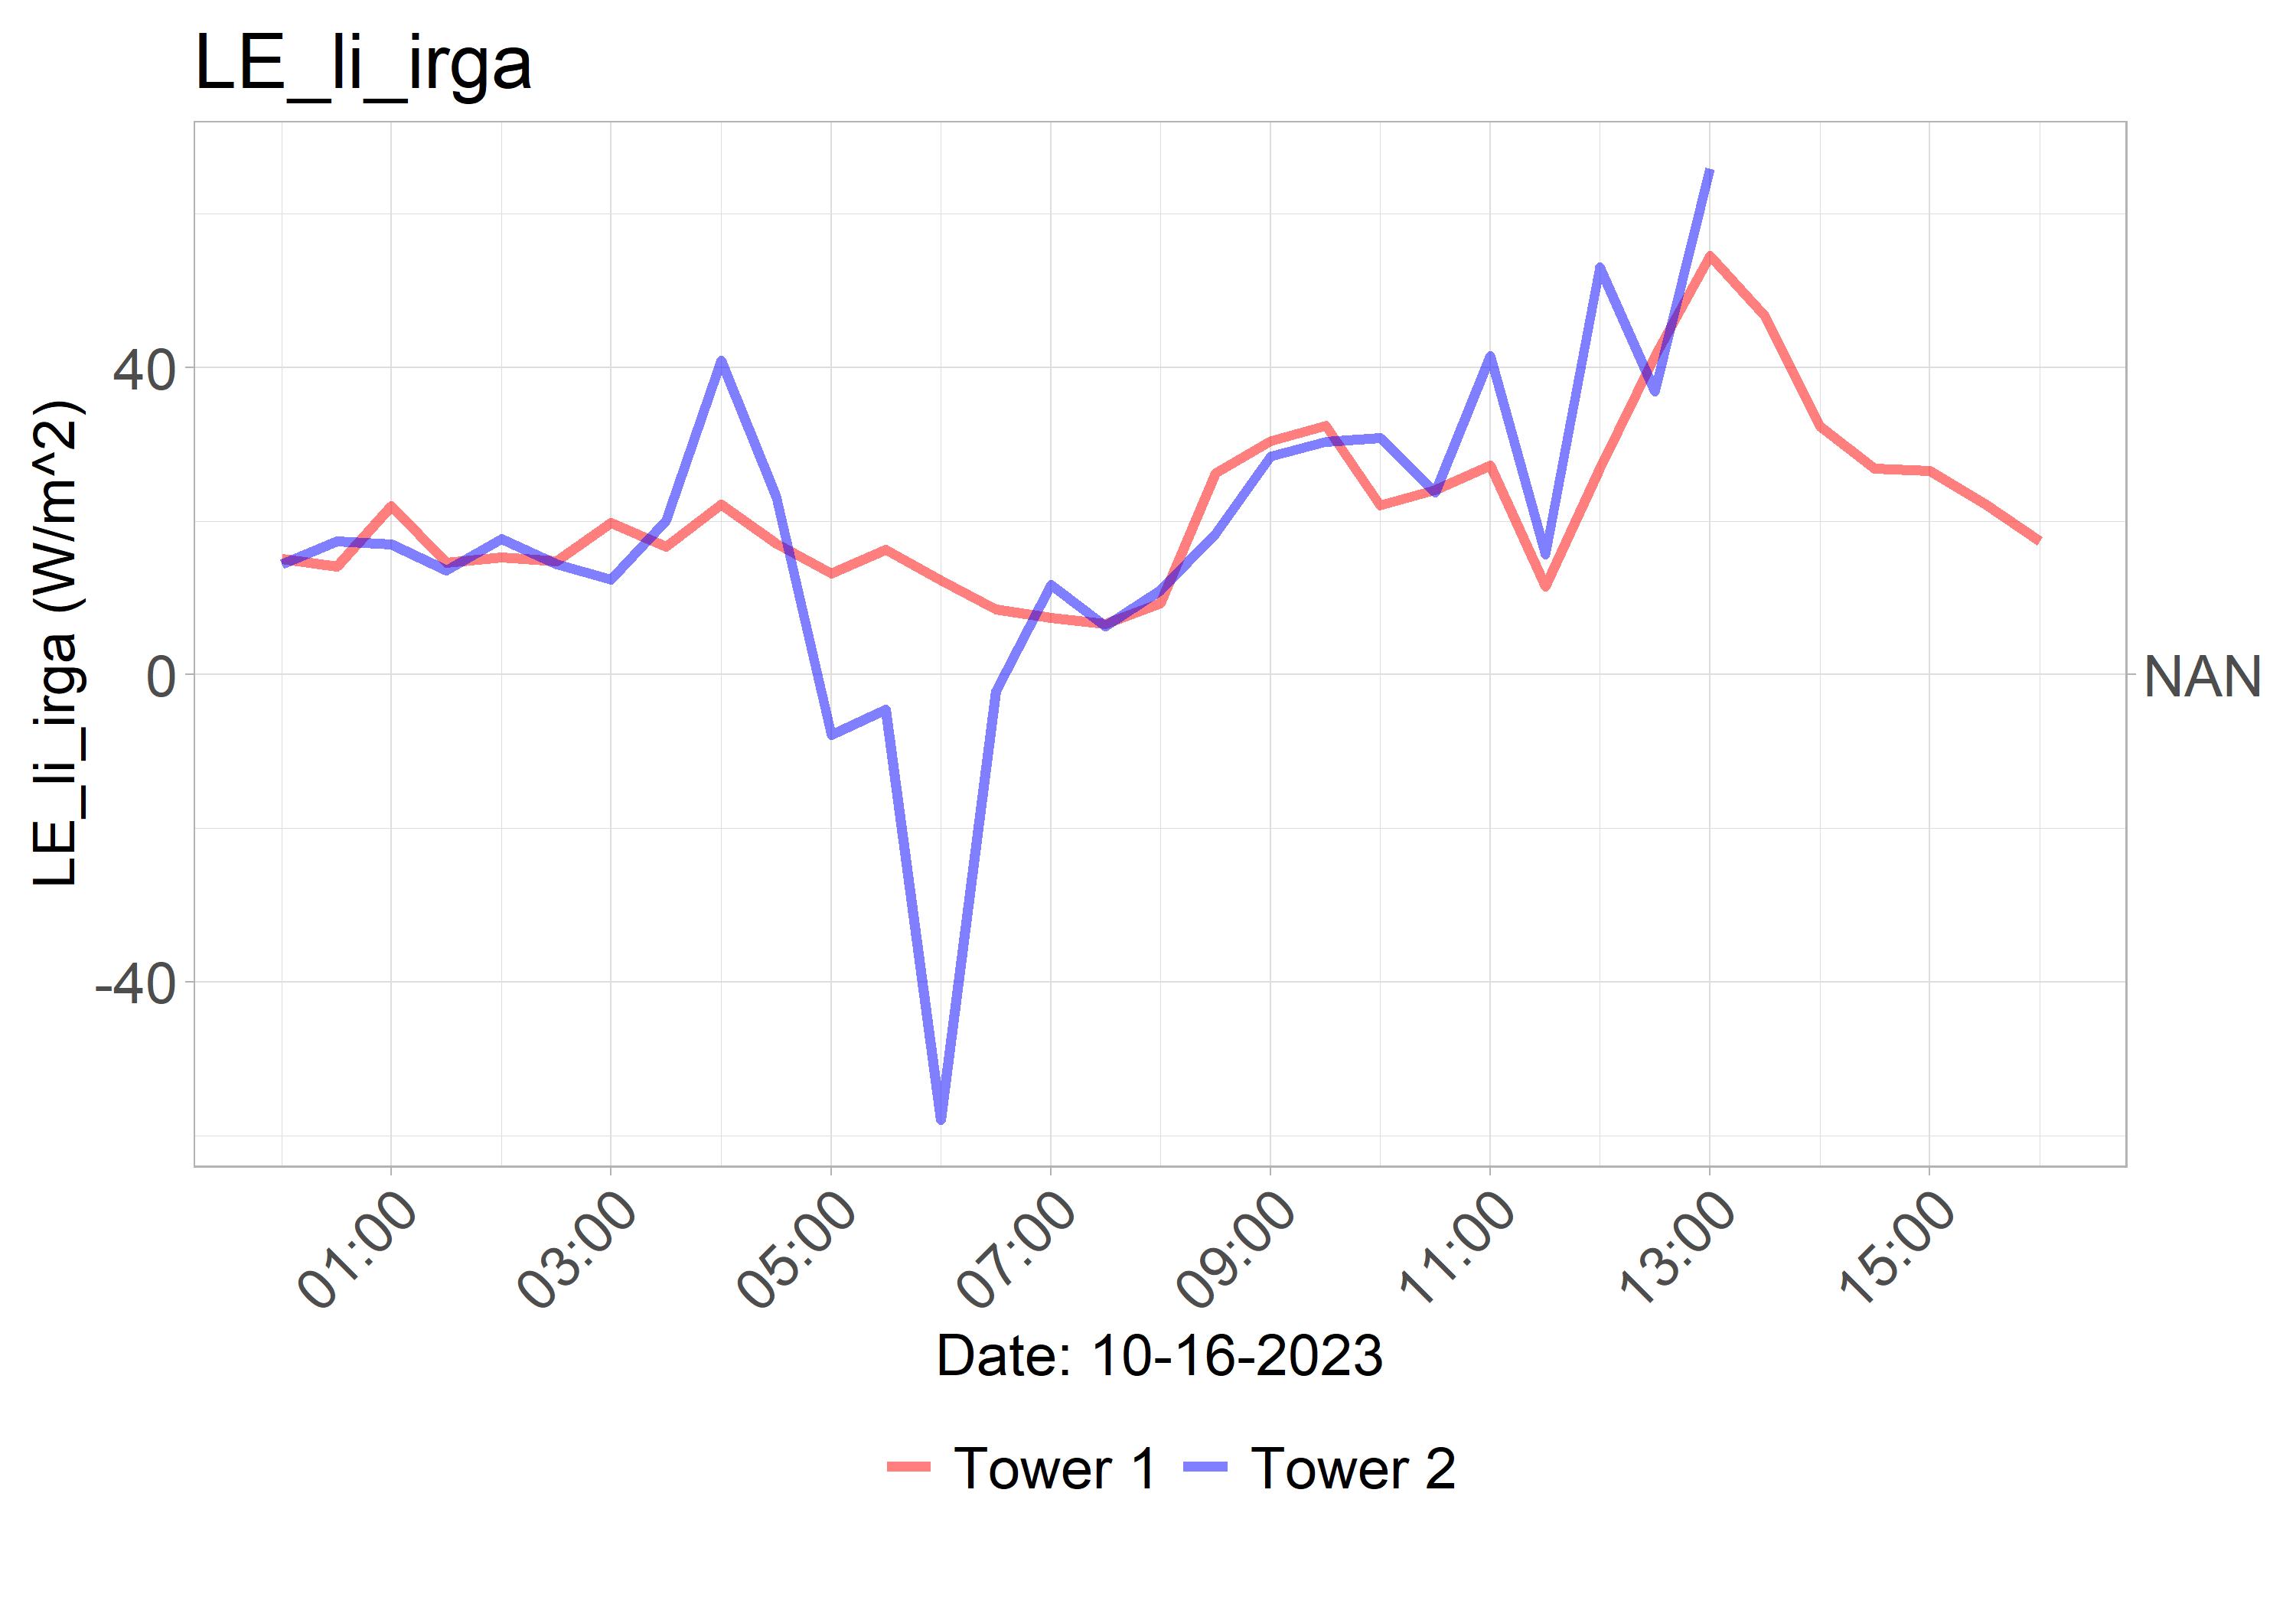 LE_li_irga
LE_li_irga (W/m^2)
40
0
-40
NAN
01:00 03:00 05:00 07:00 09:00 11:00 13:00 15:00
Date: 10-16-2023
Tower 1 Tower 2